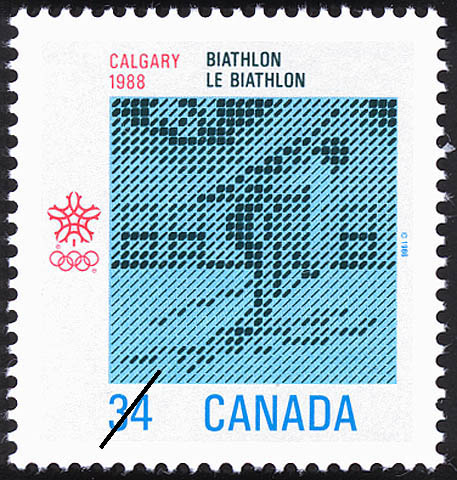 CALGARY
1988
BIATHLON
LE BIATHLON
© 1986
34 CANADA